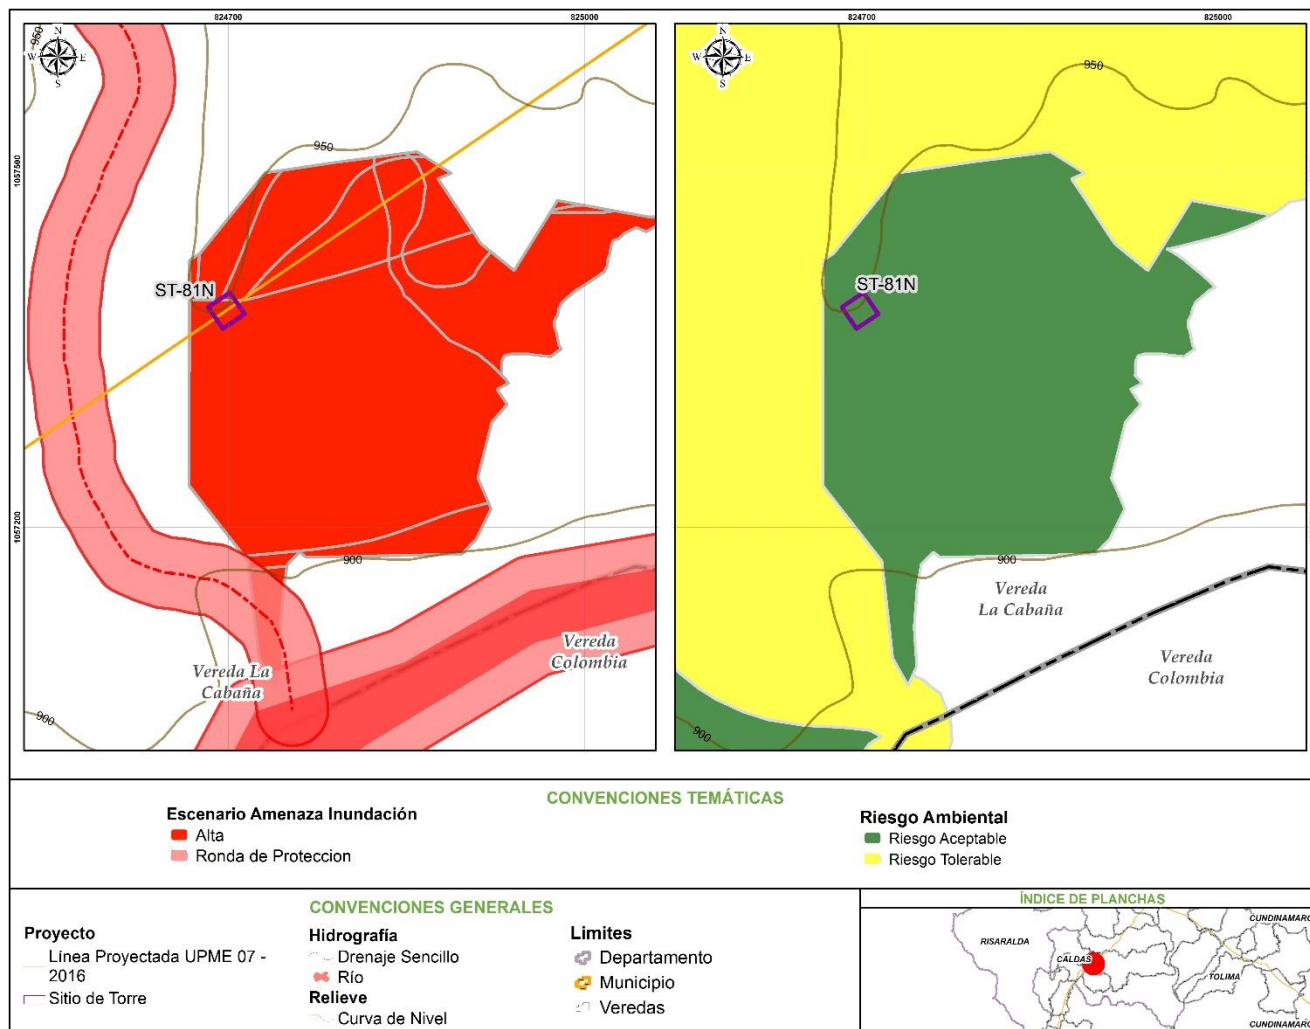 824700
825000
824700
825000
950
N
W
E
S
1057500
950
ST-81N
1057200
900
Vereda La
Cabaña
Vereda
Colombia
900
N
W
E
S
950
ST-81N
900
Vereda
La Cabaña
Vereda
Colombia
900
CONVENCIONES TEMÁTICAS
Escenario Amenaza Inundación
Alta
Ronda de Proteccion
Riesgo Ambiental
Riesgo Aceptable
Riesgo Tolerable
CONVENCIONES GENERALES
Proyecto
Línea Proyectada UPME 07 -
2016
Sitio de Torre
Hidrografía
Drenaje Sencillo
Río
Relieve
Curva de Nivel
Limites
Departamento
Municipio
Veredas
ÍNDICE DE PLANCHAS
RISARALDA
CALDAS
TOLIMA